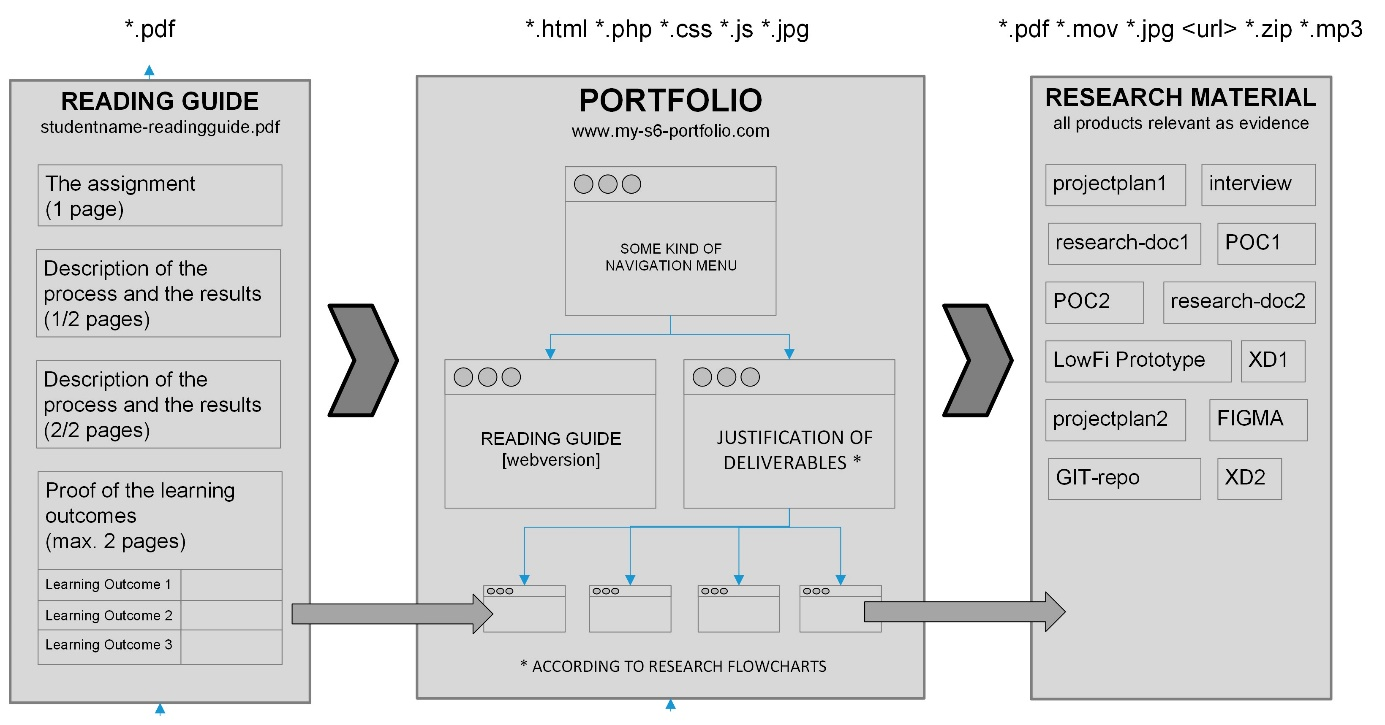 *.pdf
READING GUIDE
studentname-readingguide.pdf
The assignment
(1 page)
Description of the
process and the results
(1/2 pages)
Description of the
process and the results
(2/2 pages)
Proof of the learning
outcomes
(max. 2 pages)
Learning Outcome 1
Learning Outcome 2
Learning Outcome 3
*.html *.php *.css *.js *.jpg
PORTFOLIO
www.my-s6-portfolio.com
SOME KIND OF
NAVIGATION MENU
READING GUIDE
[webversion]
JUSTIFICATION OF
DELIVERABLES *
* ACCORDING TO RESEARCH FLOWCHARTS
*.pdf *.mov *.jpg <url> *.zip *.mp3
RESEARCH MATERIAL
all products relevant as evidence
projectplan1
interview
research-doc1
POC1
POC2
research-doc2
LowFi Prototype
XD1
projectplan2
FIGMA
GIT-repo
XD2